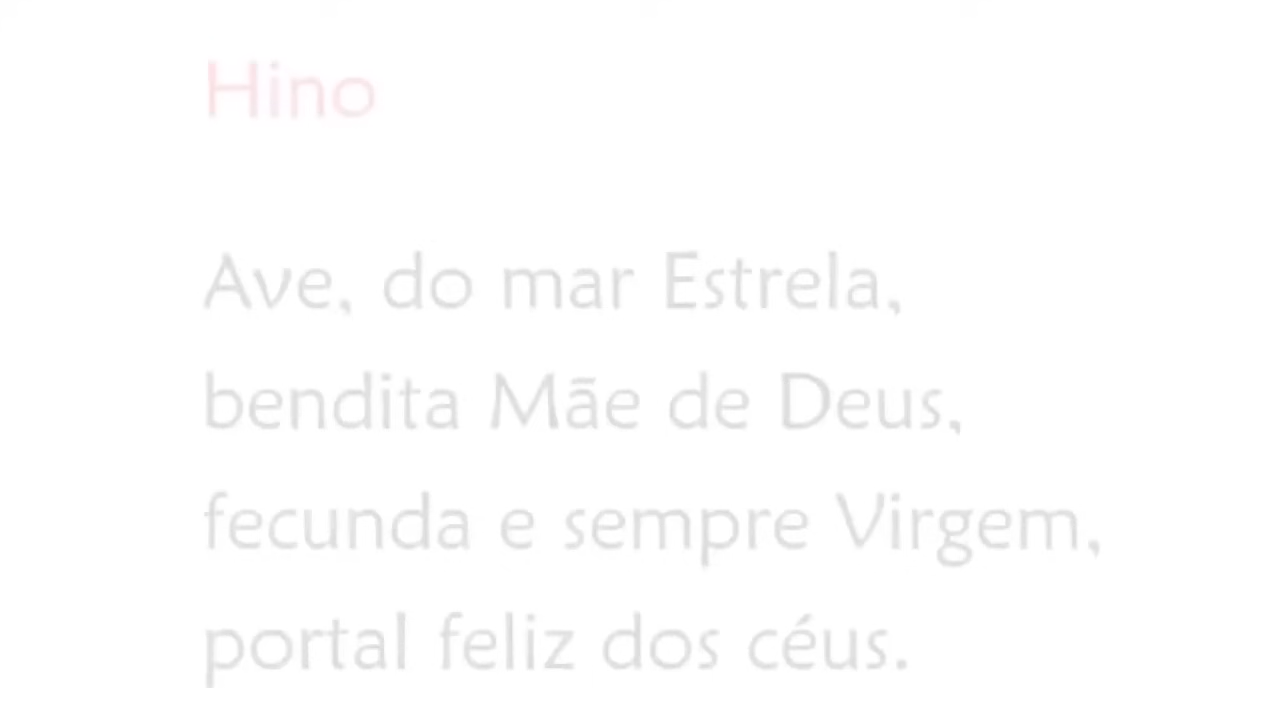 Hino
Ave, do mar Estrela,
bendita Mãe de Deus,
fecunda e sempre Virgem,
portal feliz dos céus.